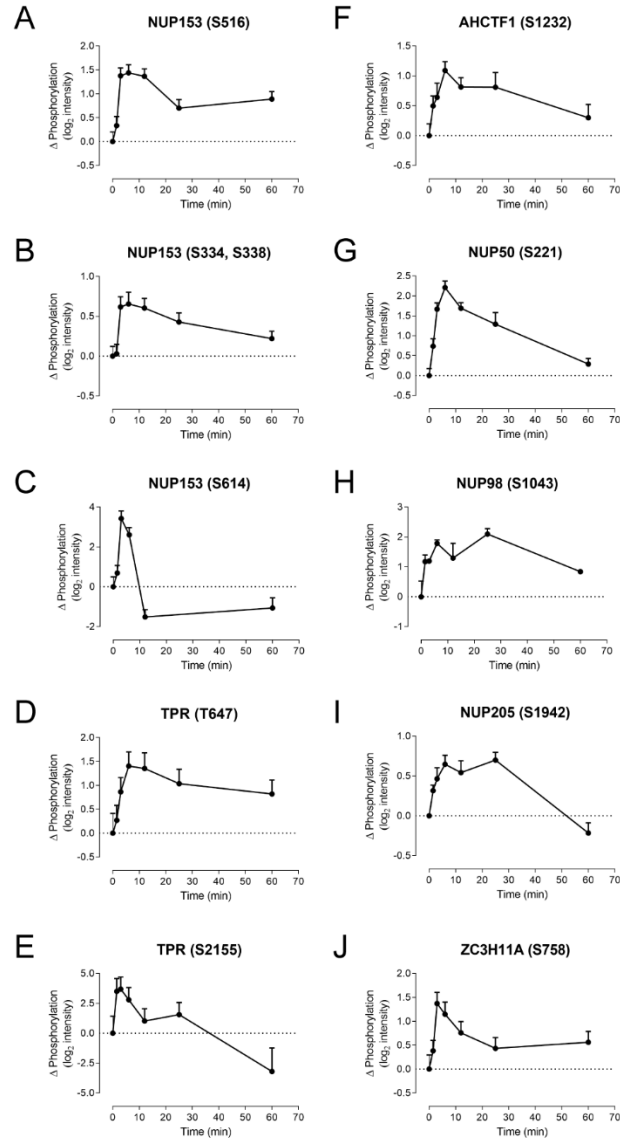 A
NUP153 (S516)
Δ Phosphorylation
(log2 intensity)
2.0
1.5
1.0
0.5
0.0
-0.5
0 10 20 30 40 50 60 70
Time (min)
B
NUP153 (S334, S338)
Δ Phosphorylation
(log2 intensity)
1.0
0.5
0.0
-0.5
0 10 20 30 40 50 60 70
Time (min)
C
NUP153 (S614)
Δ Phosphorylation
(log2 intensity)
4
2
0
-2
0 10 20 30 40 50 60 70
Time (min)
D
TPR (T647)
Δ Phosphorylation
(log2 intensity)
2.0
1.5
1.0
0.5
0.0
-0.5
0 10 20 30 40 50 60 70
Time (min)
E
TPR (S2155)
Δ Phosphorylation
(log2 intensity)
5.0
2.5
0.0
-2.5
-5.0
0 10 20 30 40 50 60 70
Time (min)
F
AHCTF1 (S1232)
Δ Phosphorylation
(log2 intensity)
1.5
1.0
0.5
0.0
-0.5
0 10 20 30 40 50 60 70
Time (min)
G
NUP50 (S221)
Δ Phosphorylation
(log2 intensity)
2.5
2.0
1.5
1.0
0.5
0.0
-0.5
0 10 20 30 40 50 60 70
Time (min)
H
NUP98 (S1043)
Δ Phosphorylation
(log2 intensity)
3
2
1
0
-1
0 10 20 30 40 50 60 70
Time (min)
I
NUP205 (S1942)
Δ Phosphorylation
(log2 intensity)
1.0
0.5
0.0
-0.5
0 10 20 30 40 50 60 70
Time (min)
J
ZC3H11A (S758)
Δ Phosphorylation
(log2 intensity)
2.0
1.5
1.0
0.5
0.0
-0.5
0 10 20 30 40 50 60 70
Time (min)